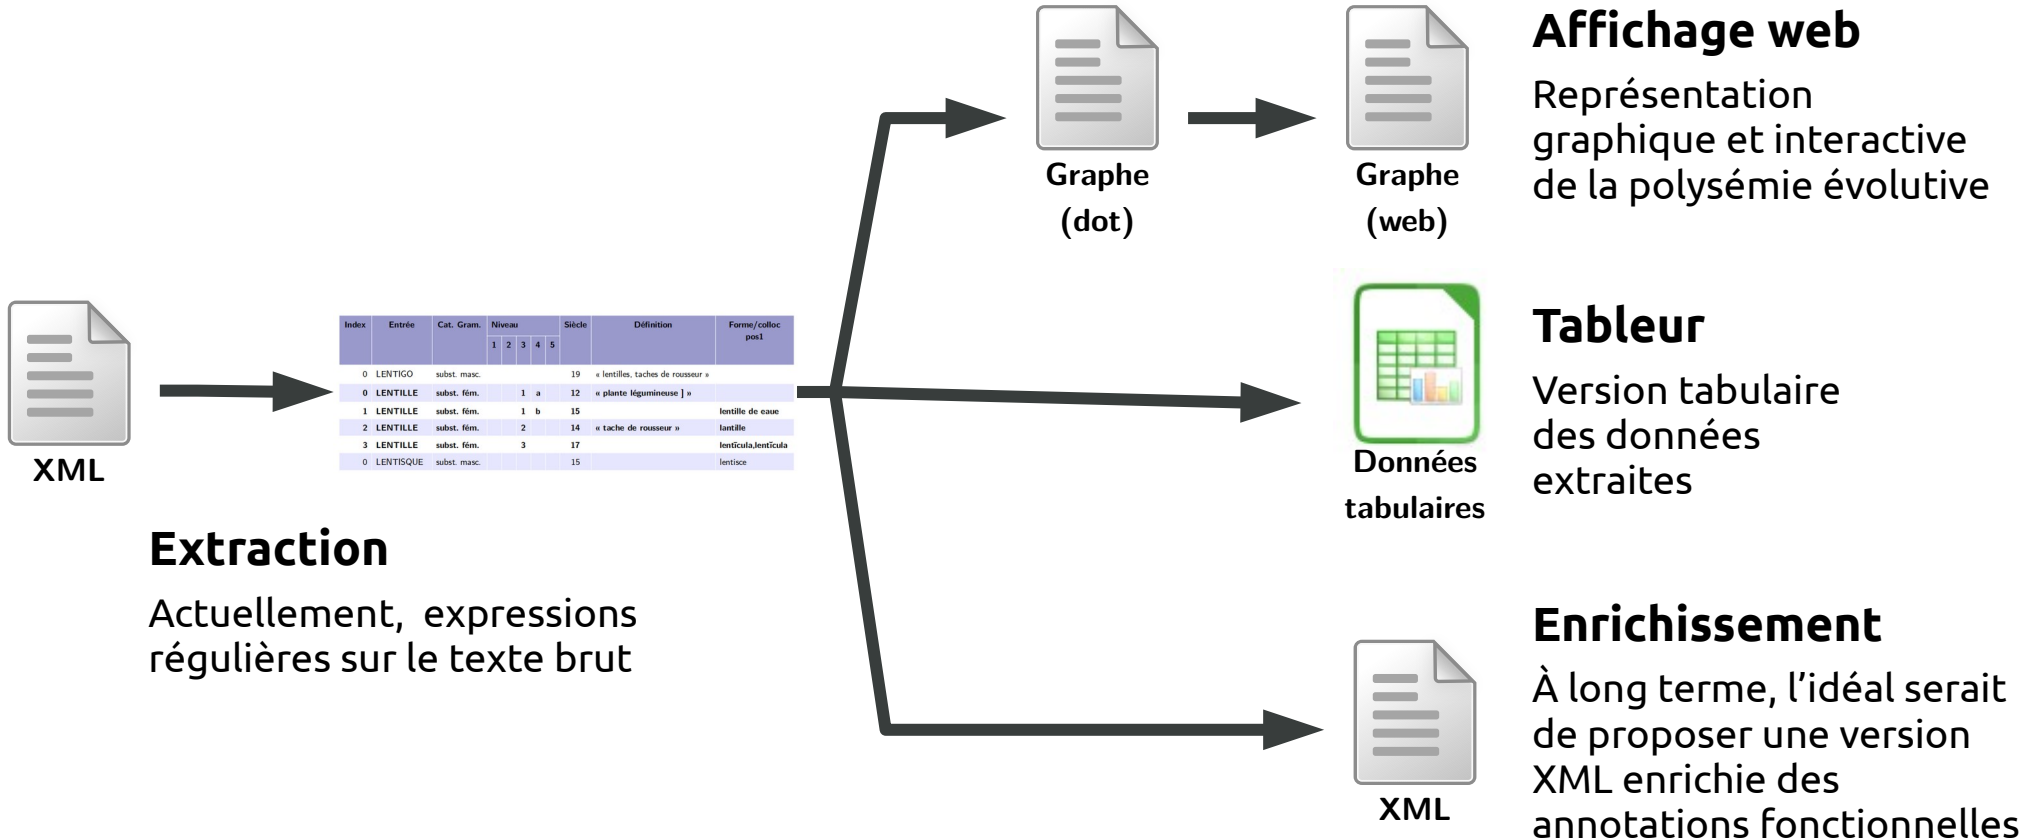 Affichage web
Représentation
graphique et interactive
de la polysémie évolutive
Graphe
(dot)
Graphe
(web)
XML
Index Entrée Cat. Gram. Niveau Siècle Définition Forme/colloc
pos1
1 2 3 4 5
0 LENTIGO subst. masc. 19 « lentilles, taches de rousseur »
0 LENTILLE subst. fém. 1 a 12 « plante légumineuse ] »
1 LENTILLE subst. fém. 1 b 15 lentille de eaue
2 LENTILLE subst. fém. 2 14 « tache de rousseur » lantille
3 LENTILLE subst. fém. 3 17 lentīcula,lentīcula
0 LENTISQUE subst. masc. 15 lentisce
Extraction
Actuellement, expressions
régulières sur le texte brut
Données
tabulaires
Tableur
Version tabulaire
des données
extraites
XML
Enrichissement
À long terme, l’idéal serait
de proposer une version
XML enrichie des
annotations fonctionnelles